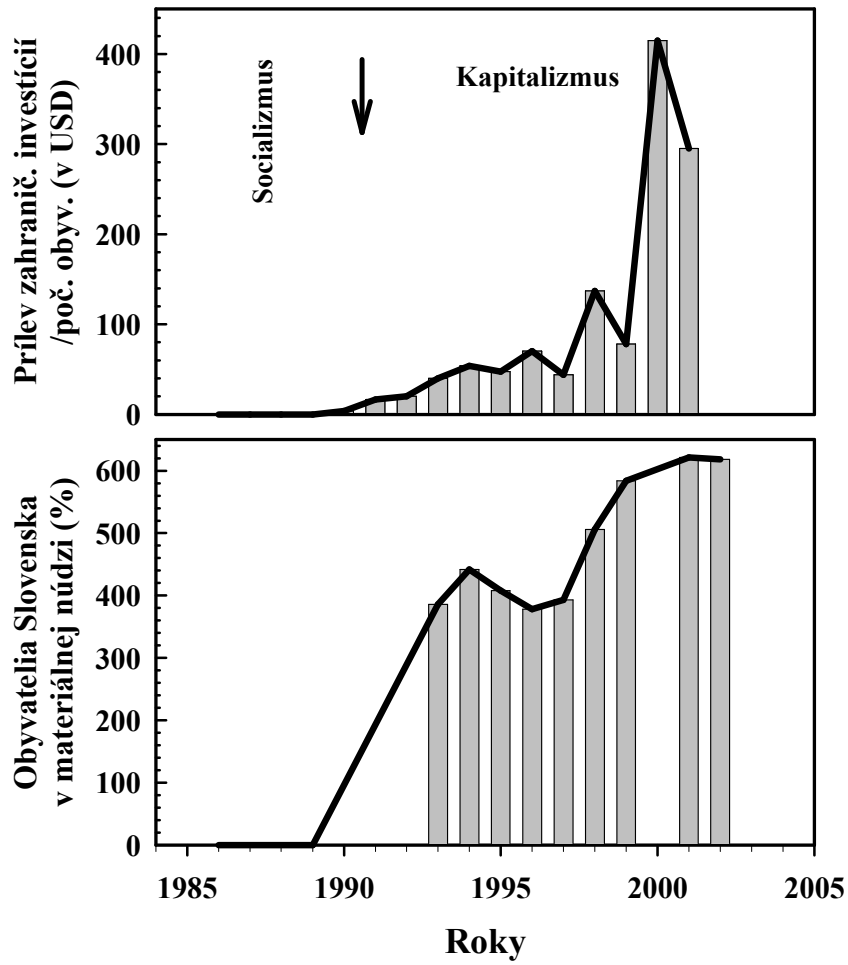 Prílev zahranič. investícií
/poč. obyv. (v USD)
400
300
200
100
0
Socializmus
Kapitalizmus
Obyvatelia Slovenska
v materiálnej núdzi (%)
600
500
400
300
200
100
0
1985 1990 1995 2000 2005
Roky